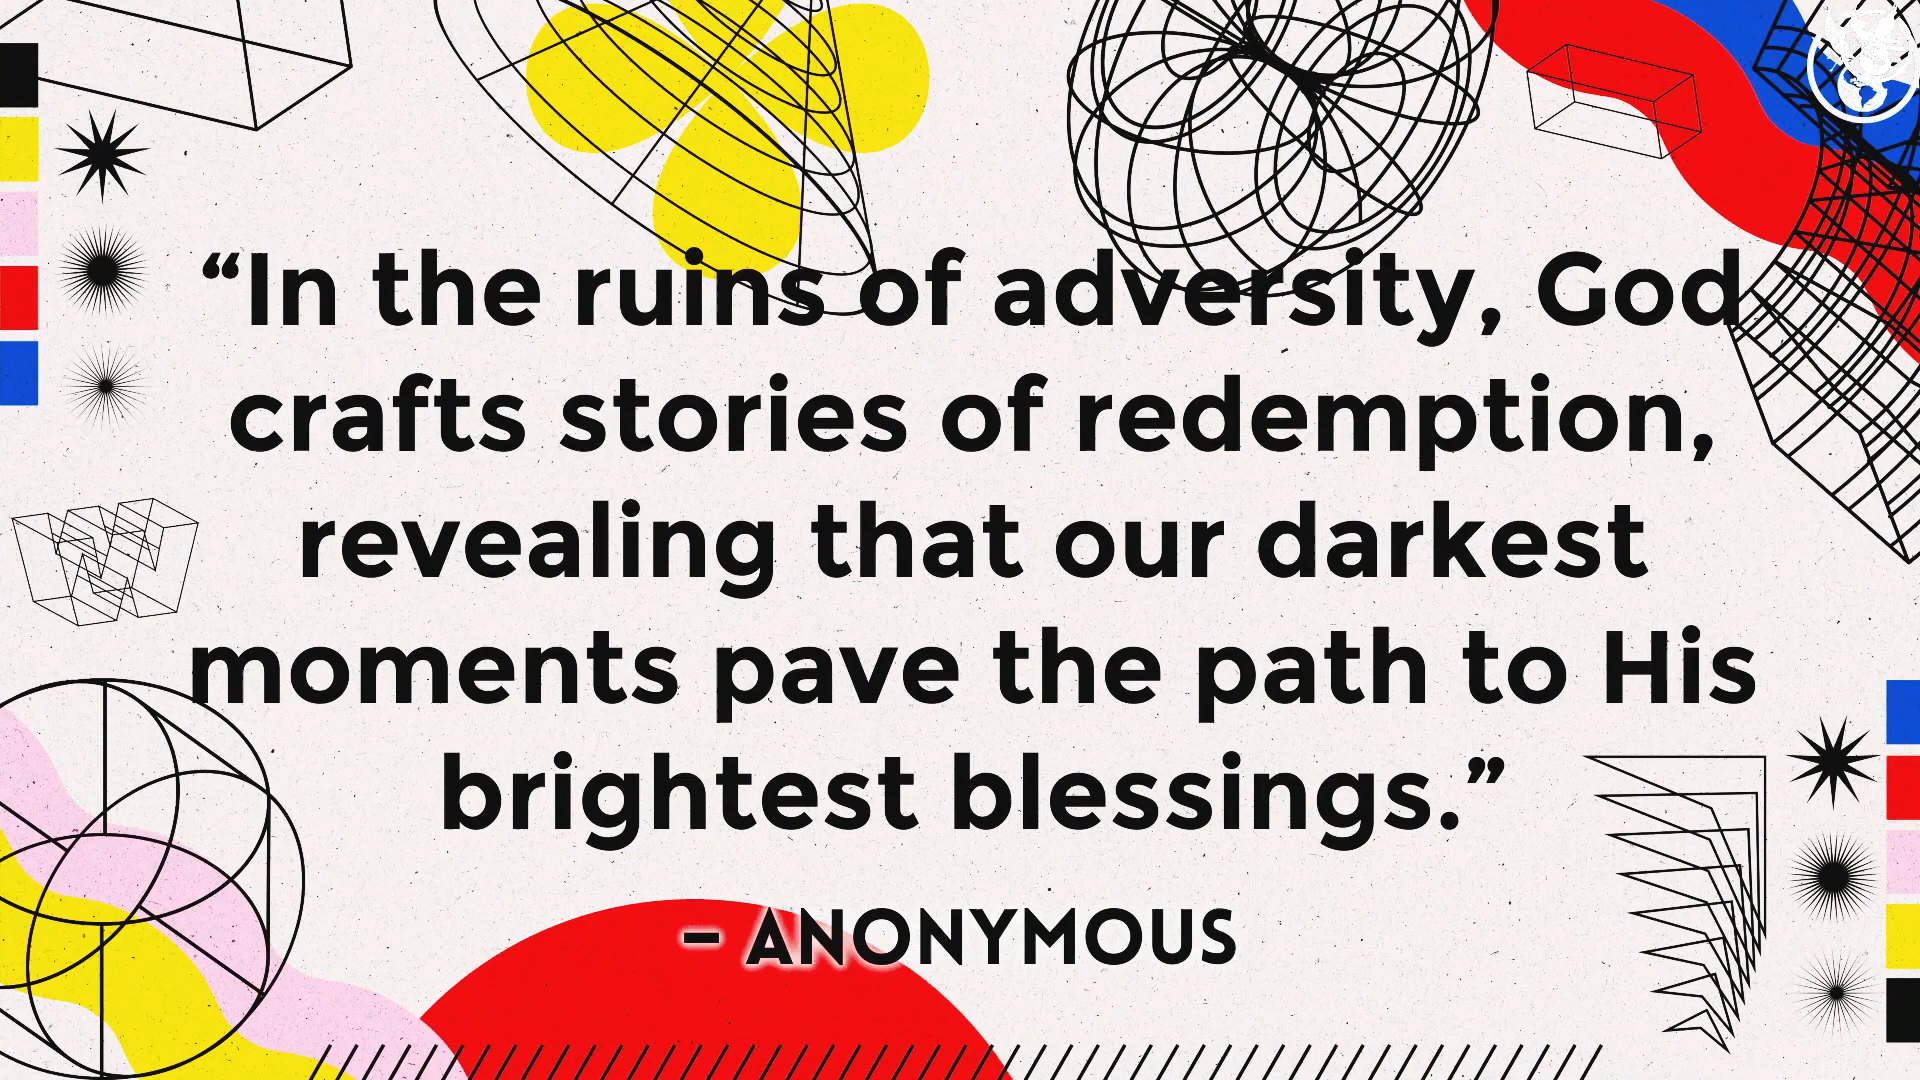 “In the ruins of adversity, God
crafts stories of redemption,
revealing that our darkest
moments pave the path to His
brightest blessings.”
– ANONYMOUS